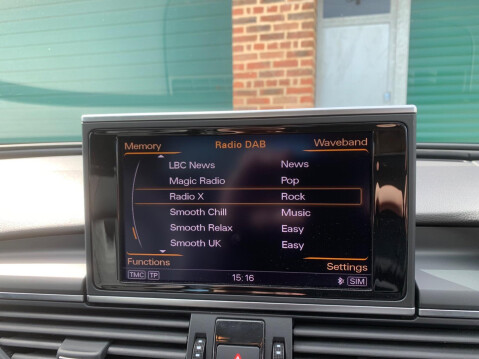 Memory Radio DAB Waveband
LBC News News
Magic Radio Pop
Radio X Rock
Smooth Chill Music
Smooth Relax Easy
Smooth UK Easy
Functions Settings
TMC TP 15:16 SIM